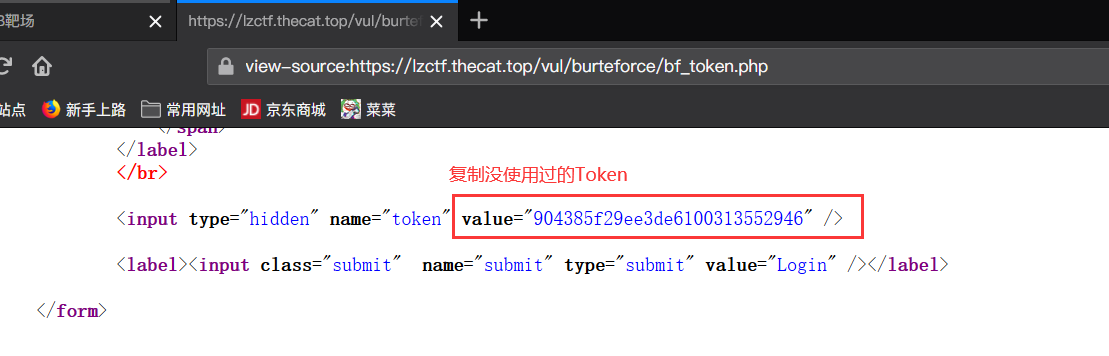 3靶场
https://lzctf.thecat.top/vul/burtef
view-source:https://lzctf.thecat.top/vul/burteforce/bf_token.php
站点 新手上路 常用网址 JD 京东商城 菜菜
</span>
</label>
</br>
复制没使用过的Token
<input type="hidden" name="token" value="904385f29ee3de6100313552946" />
<label><input class="submit"  name="submit" type="submit" value="Login" /></label>
</form>